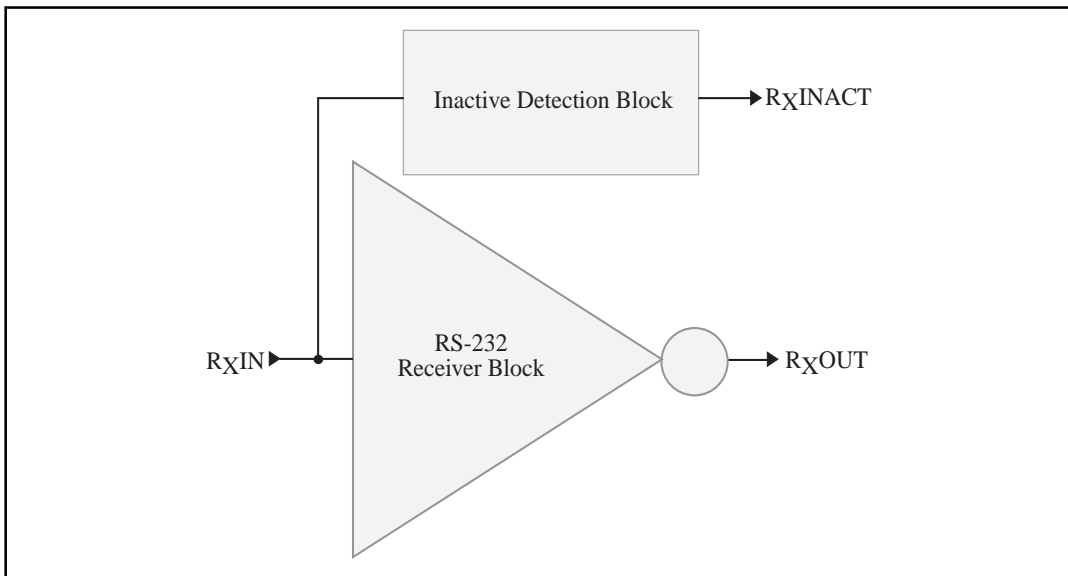 Inactive Detection Block
RXINACT
RS-232
Receiver Block
RXIN
RXOUT